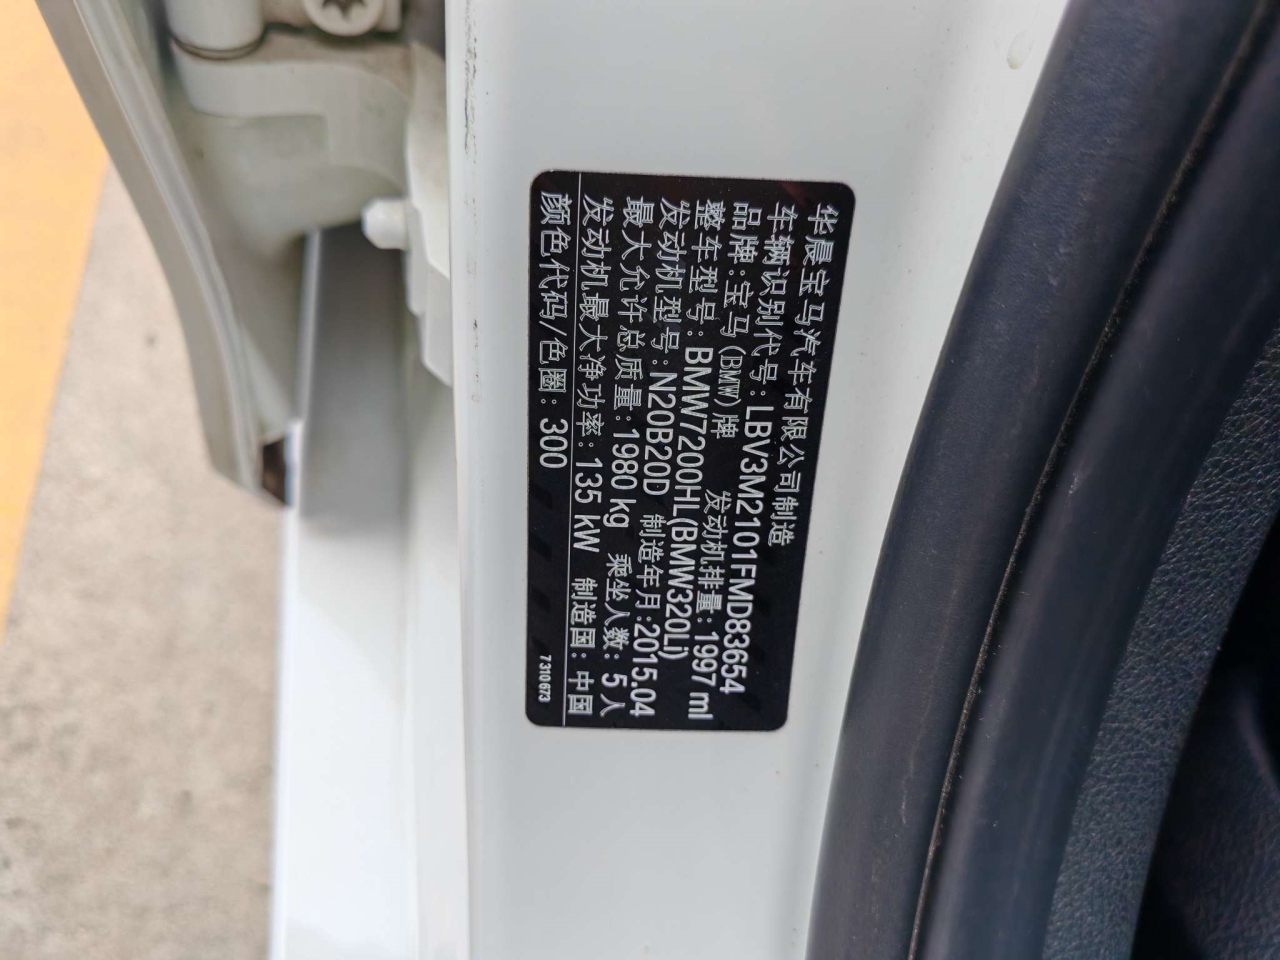 华晨宝马汽车有限公司制造
车辆识别代号：LBV3M2101FMD83654
品牌：宝马(BMW)牌 发动机排量：1997 ml
整车型号：BMW7200HL(BMW320Li)
发动机型号：N20B20D 制造年月：2015.04
最大允许总质量：1980 kg 乘坐人数：5人
发动机最大净功率：135 kW 制造国：中国
颜色代码/色圈：300 7310673